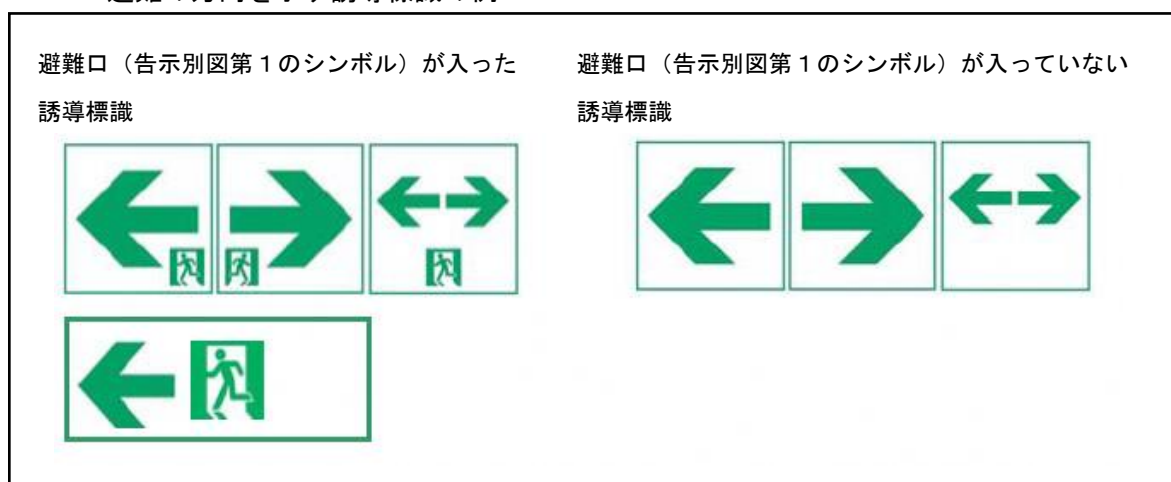 避難口(告示別図第1のシンボル)が入った
誘導標識
避難口(告示別図第1のシンボル)が入っていない
誘導標識